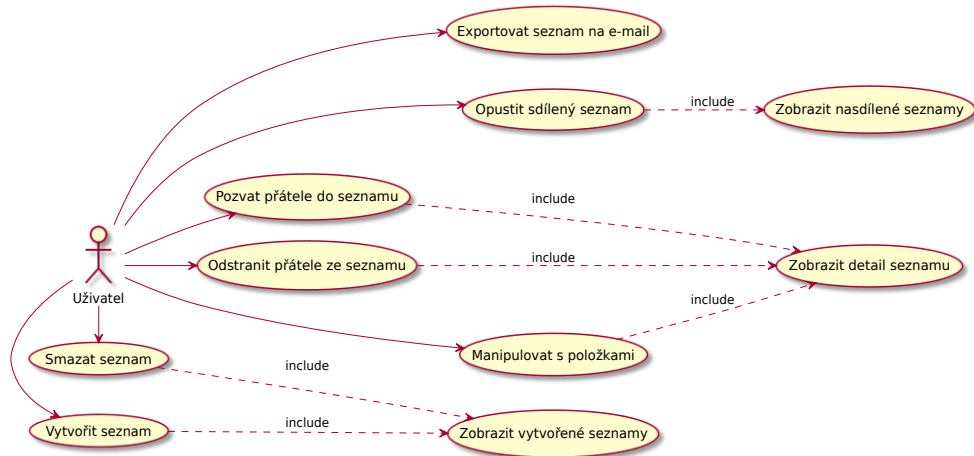 Exportovat seznam na e-mail
Opustit sdílený seznam
include
Zobrazit nasdílené seznamy
Pozvat přátele do seznamu
include
Odstranit přátele ze seznamu
include
Zobrazit detail seznamu
Uživatel
include
Manipulovat s položkami
Smazat seznam
include
Vytvořit seznam
include
Zobrazit vytvořené seznamy